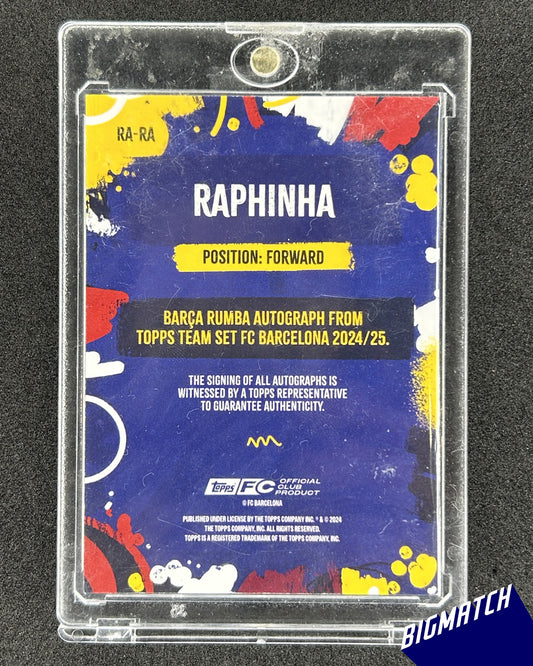 RA-RA
RAPHINHA
POSITION: FORWARD
BARÇA RUMBA AUTOGRAPH FROM
TOPPS TEAM SET FC BARCELONA 2024/25.
THE SIGNING OF ALL AUTOGRAPHS IS
WITNESSED BY A TOPPS REPRESENTATIVE
TO GUARANTEE AUTHENTICITY.
topps FC OFFICIAL
CLUB
PRODUCT
© FC BARCELONA
PUBLISHED UNDER LICENSE BY THE TOPPS COMPANY INC. ® & © 2024
THE TOPPS COMPANY, INC. ALL RIGHTS RESERVED.
TOPPS IS A REGISTERED TRADEMARK OF THE TOPPS COMPANY, INC.
BIGMATCH